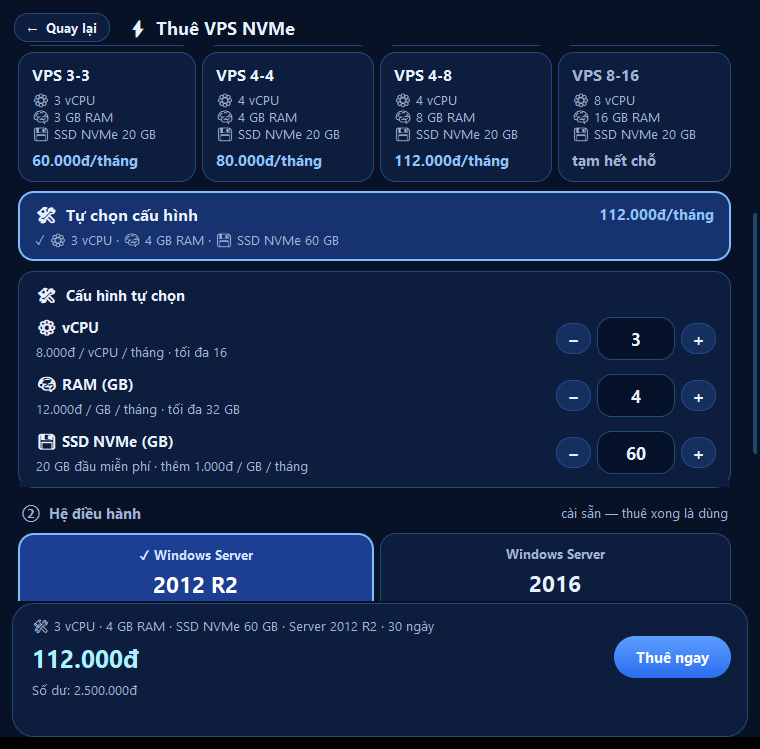 ← Quay lại
Thuê VPS NVMe
VPS 3-3
3 vCPU
3 GB RAM
SSD NVMe 20 GB
60.000đ/tháng
VPS 4-4
4 vCPU
4 GB RAM
SSD NVMe 20 GB
80.000đ/tháng
VPS 4-8
4 vCPU
8 GB RAM
SSD NVMe 20 GB
112.000đ/tháng
VPS 8-16
8 vCPU
16 GB RAM
SSD NVMe 20 GB
tạm hết chỗ
Tự chọn cấu hình
112.000đ/tháng
✓ 3 vCPU · 4 GB RAM · SSD NVMe 60 GB
Cấu hình tự chọn
vCPU
8.000đ / vCPU / tháng · tối đa 16
− 3 +
RAM (GB)
12.000đ / GB / tháng · tối đa 32 GB
− 4 +
SSD NVMe (GB)
20 GB đầu miễn phí · thêm 1.000đ / GB / tháng
− 60 +
② Hệ điều hành
cài sẵn — thuê xong là dùng
✓ Windows Server
2012 R2
Windows Server
2016
3 vCPU · 4 GB RAM · SSD NVMe 60 GB · Server 2012 R2 · 30 ngày
112.000đ
Số dư: 2.500.000đ
Thuê ngay